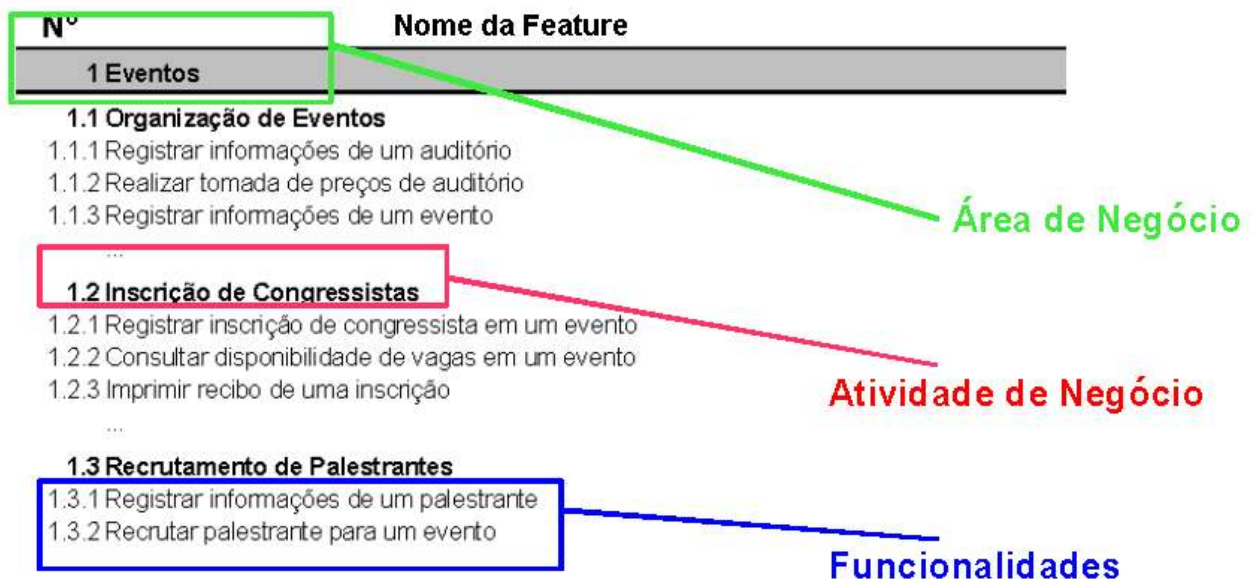 Nº Nome da Feature
1 Eventos
1.1 Organização de Eventos
1.1.1 Registrar informações de um auditório
1.1.2 Realizar tomada de preços de auditório
1.1.3 Registrar informações de um evento
...
Área de Negócio
1.2 Inscrição de Congressistas
1.2.1 Registrar inscrição de congressista em um evento
1.2.2 Consultar disponibilidade de vagas em um evento
1.2.3 Imprimir recibo de uma inscrição
...
Atividade de Negócio
1.3 Recrutamento de Palestrantes
1.3.1 Registrar informações de um palestrante
1.3.2 Recrutar palestrante para um evento
Funcionalidades